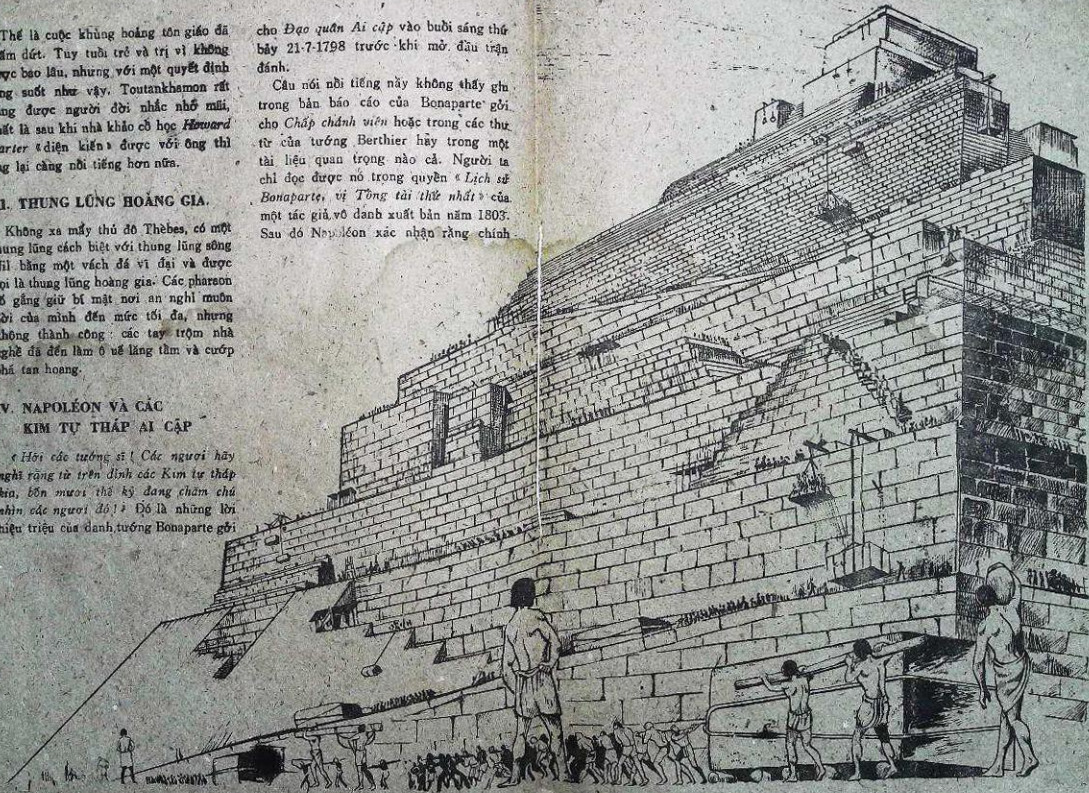 Thế là cuộc khủng hoảng tôn giáo đã
ấm dứt. Tuy tuổi trẻ và trị vì không
ợc bao lâu, nhưng với một quyết định
ng suốt như vậy, Toutankhamon rất
ng được người đời nhắc nhở mãi,
ất là sau khi nhà khảo cổ học Howard
arter «diện kiến» được với ông thì
ng lại càng nổi tiếng hơn nữa.
I. THUNG LŨNG HOÀNG GIA.
Không xa mấy thủ đô Thèbes, có một
ung lũng cách biệt với thung lũng sông
il bằng một vách đá vĩ đại và được
ọi là thung lũng hoàng gia. Các pharaon
ố gắng giữ bí mật nơi an nghỉ muôn
ời của mình đến mức tối đa, nhưng
hông thành công : các tay trộm nhà
ghề đã đến làm ô uế lăng tẩm và cướp
há tan hoang.
V. NAPOLÉON VÀ CÁC
KIM TỰ THÁP AI CẬP
« Hỡi các tướng sĩ ! Các ngươi hãy
nghĩ rằng từ trên đỉnh các Kim tự tháp
kia, bốn mươi thế kỷ đang chăm chú
nhìn các ngươi đó ! » Đó là những lời
hiệu triệu của danh tướng Bonaparte gởi
cho Đạo quân Ai cập vào buổi sáng thứ
bảy 21-7-1798 trước khi mở đầu trận
đánh.
Câu nói nổi tiếng nầy không thấy ghi
trong bản báo cáo của Bonaparte gởi
cho Chấp chánh viên hoặc trong các thư
từ của tướng Berthier hay trong một
tài liệu quan trọng nào cả. Người ta
chỉ đọc được nó trong quyển « Lịch sử
Bonaparte, vị Tổng tài thứ nhất » của
một tác giả vô danh xuất bản năm 1803.
Sau đó Napoléon xác nhận rằng chính